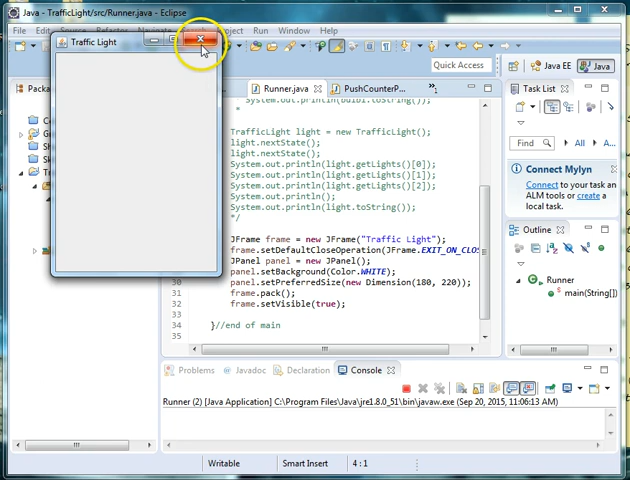 Java - TrafficLight/src/Runner.java - Eclipse
File Edit Project Run Window Help
Traffic Light
Quick Access
Java EE
Java
Runner.java
PushCounterP...
»1
Task List
System.out.println(bulb1.toString());
*
TrafficLight light = new TrafficLight();
light.nextState();
light.nextState();
System.out.println(light.getLights()[0]);
System.out.println(light.getLights()[1]);
System.out.println(light.getLights()[2]);
System.out.println();
System.out.println(light.toString());
*/
JFrame frame = new JFrame("Traffic Light");
frame.setDefaultCloseOperation(JFrame.EXIT_ON_CLOS
JPanel panel = new JPanel();
panel.setBackground(Color.WHITE);
panel.setPreferredSize(new Dimension(180, 220));
frame.pack();
32 frame.setVisible(true);
33
34 }//end of main
35
Find
All
A...
Connect Mylyn
Connect to your task an
ALM tools or create a
local task.
Outline
Runner
main(String[])
Problems @ Javadoc Declaration Console
Runner (2) [Java Application] C:\Program Files\Java\jre1.8.0_51\bin\javaw.exe (Sep 20, 2015, 11:06:13 AM)
Writable Smart Insert 4 : 1